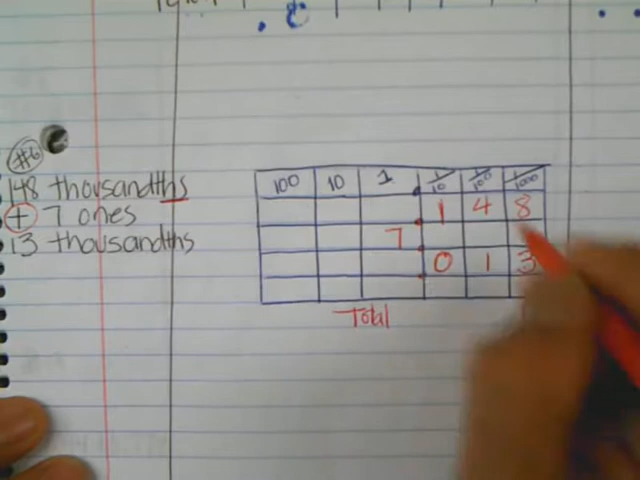 #6
148 thousandths
+ 7 ones
13 thousandths
100 10 1 . 1/10 1/100 1/1000
. 1 4 8
7 .
. 0 1 3
.
Total